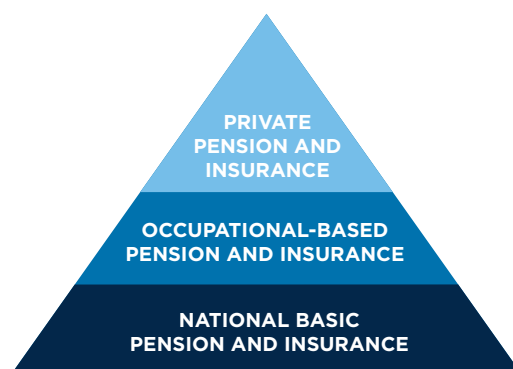 PRIVATE
PENSION AND
INSURANCE
OCCUPATIONAL-BASED
PENSION AND INSURANCE
NATIONAL BASIC
PENSION AND INSURANCE